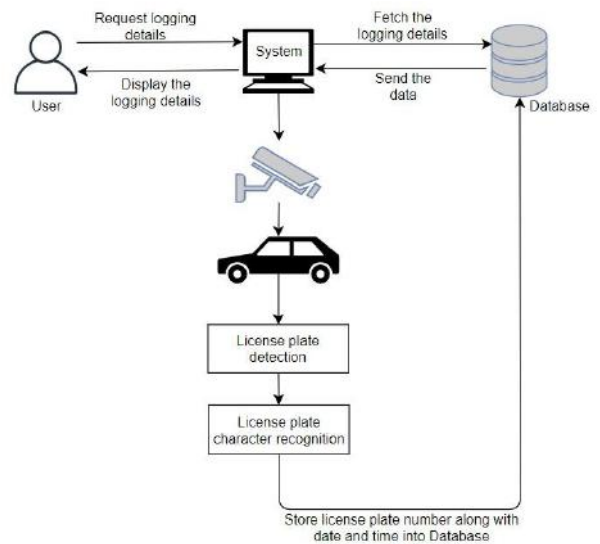 Request logging
details
Fetch the
logging details
System
Display the
logging details
Send the
data
User
Database
License plate
detection
License plate
character recognition
Store license plate number along with
date and time into Database